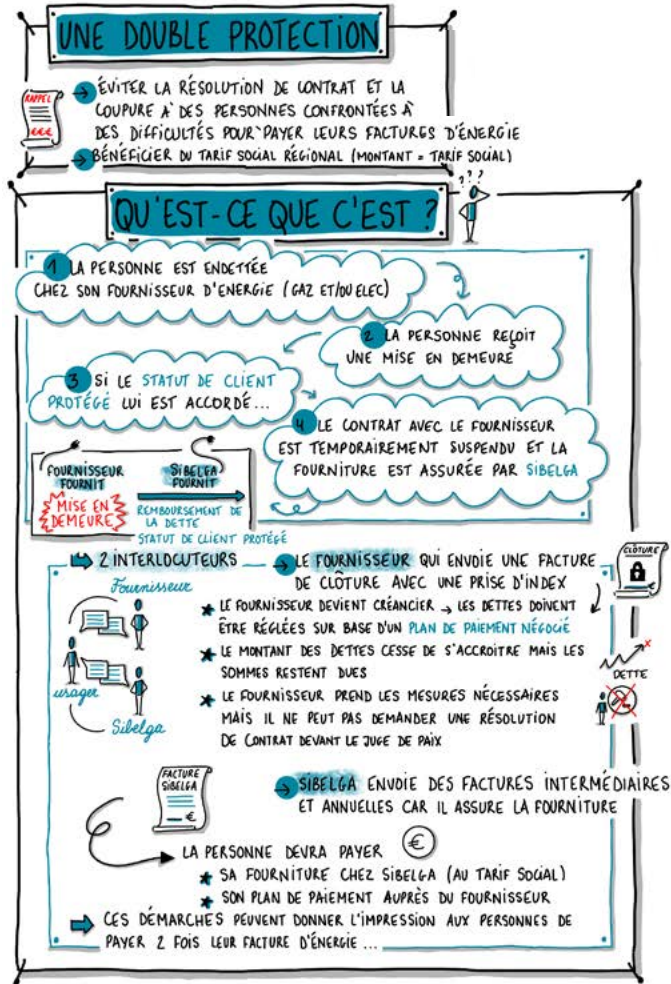 UNE DOUBLE PROTECTION
RAPPEL
€€€
→ ÉVITER LA RÉSOLUTION DE CONTRAT ET LA
COUPURE À DES PERSONNES CONFRONTÉES À
DES DIFFICULTÉS POUR PAYER LEURS FACTURES D'ÉNERGIE
→ BÉNÉFICIER DU TARIF SOCIAL RÉGIONAL (MONTANT = TARIF SOCIAL)
QU'EST-CE QUE C'EST ?
???
1 LA PERSONNE EST ENDETTÉE
CHEZ SON FOURNISSEUR D'ENERGIE (GAZ ET/OU ELEC)
2 LA PERSONNE REÇOIT
UNE MISE EN DEMEURE
3 SI LE STATUT DE CLIENT
PROTÉGÉ LUI EST ACCORDÉ...
4 LE CONTRAT AVEC LE FOURNISSEUR
EST TEMPORAIREMENT SUSPENDU ET LA
FOURNITURE EST ASSURÉE PAR SIBELGA
FOURNISSEUR
FOURNIT
MISE EN
DEMEURE
SIBELGA
FOURNIT
REMBOURSEMENT DE
LA DETTE
STATUT DE CLIENT PROTÉGÉ
2 INTERLOCUTEURS
Fournisseur
usager
Sibelga
→ LE FOURNISSEUR QUI ENVOIE UNE FACTURE
DE CLÔTURE AVEC UNE PRISE D'INDEX
CLÔTURE
LE FOURNISSEUR DEVIENT CRÉANCIER → LES DETTES DOIVENT
ÊTRE RÉGLÉES SUR BASE D'UN PLAN DE PAIEMENT NÉGOCIÉ
LE MONTANT DES DETTES CESSE DE S'ACCROITRE MAIS LES
SOMMES RESTENT DUES
DETTE
LE FOURNISSEUR PREND LES MESURES NÉCESSAIRES
MAIS IL NE PEUT PAS DEMANDER UNE RÉSOLUTION
DE CONTRAT DEVANT LE JUGE DE PAIX
FACTURE
SIBELGA
€
→ SIBELGA ENVOIE DES FACTURES INTERMÉDIAIRES
ET ANNUELLES CAR IL ASSURE LA FOURNITURE
LA PERSONNE DEVRA PAYER €
SA FOURNITURE CHEZ SIBELGA (AU TARIF SOCIAL)
SON PLAN DE PAIEMENT AUPRÈS DU FOURNISSEUR
CES DÉMARCHES PEUVENT DONNER L'IMPRESSION AUX PERSONNES DE
PAYER 2 FOIS LEUR FACTURE D'ÉNERGIE ...